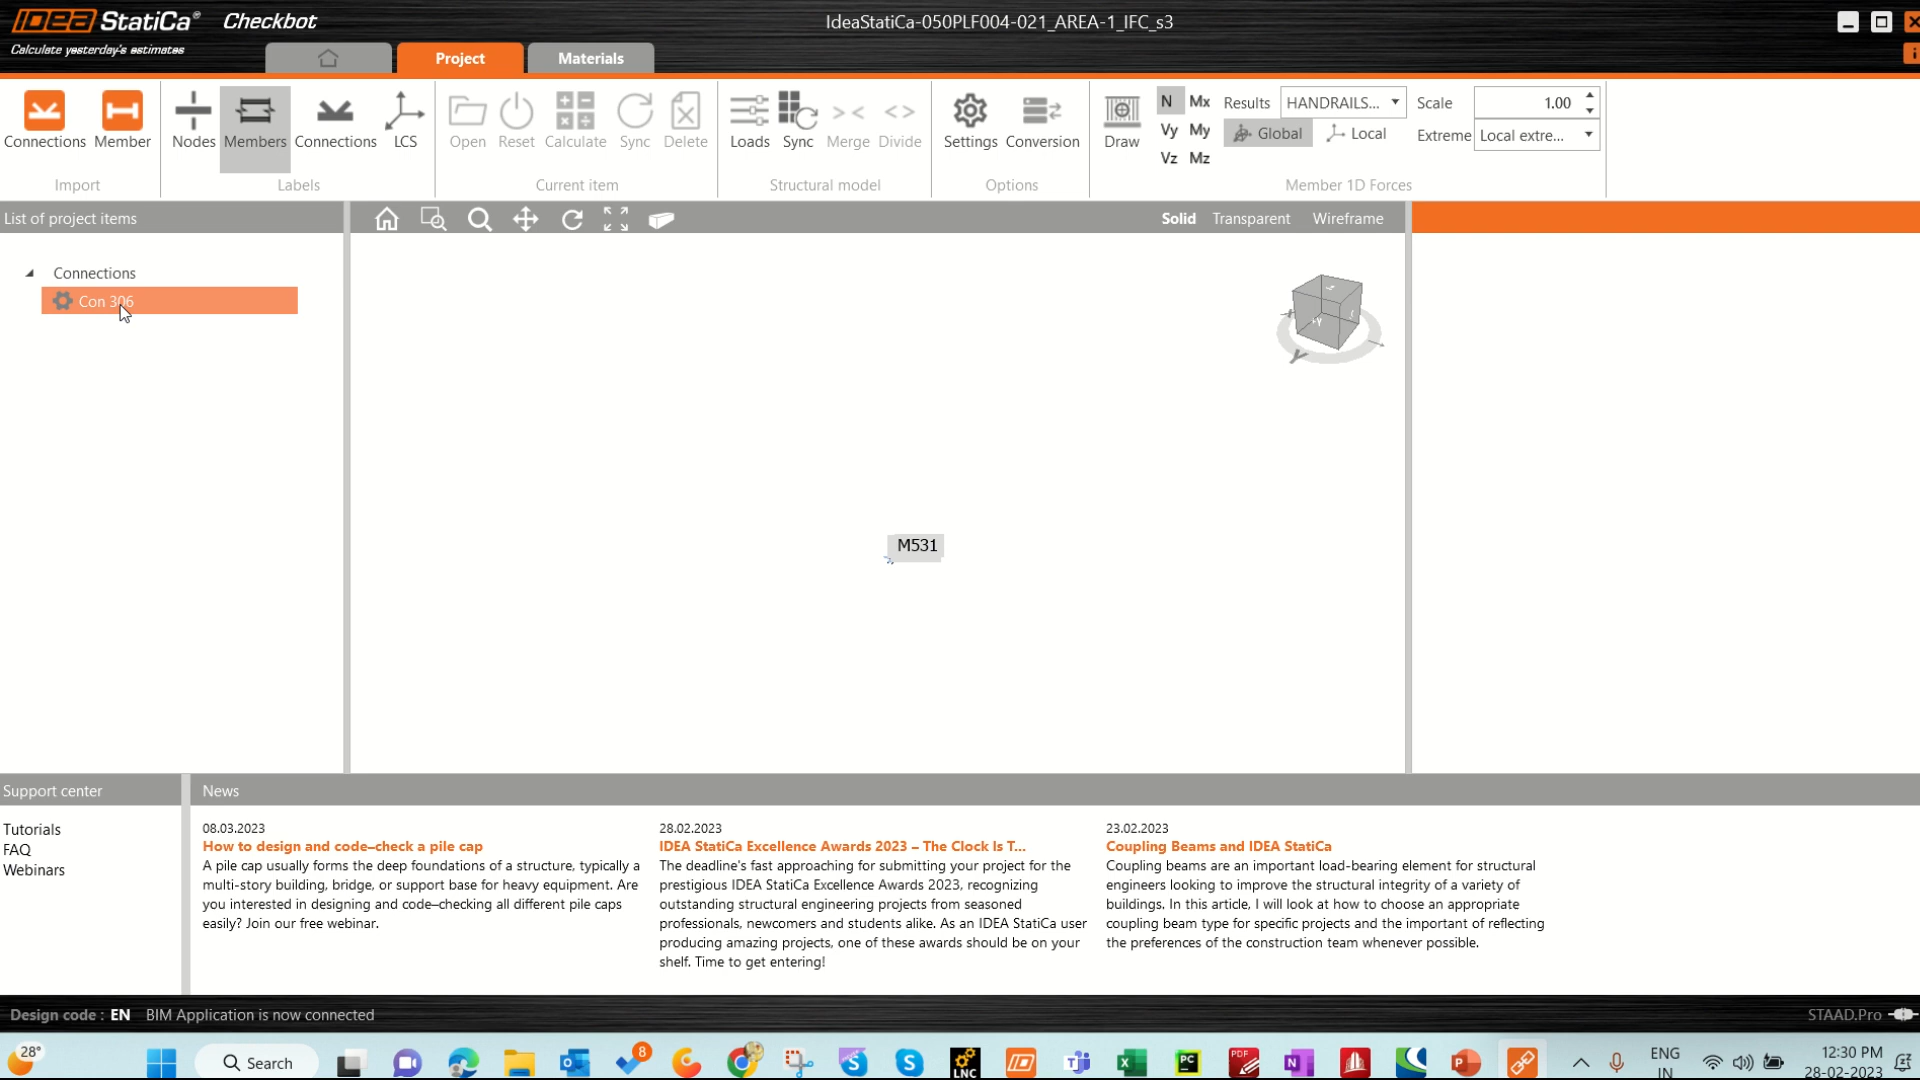 IDEA StatiCa® Checkbot
Calculate yesterday's estimates
IdeaStatiCa-050PLF004-021_AREA-1_IFC_s3
Project
Materials
Connections
Member
Import
Nodes
Members
Connections
LCS
Labels
Open
Reset
Calculate
Sync
Delete
Current item
Loads
Sync
Merge
Divide
Structural model
Settings
Conversion
Options
Draw
N Mx
Vy My
Vz Mz
Results HANDRAILS...
Global Local
Scale 1.00
Extreme Local extre...
Member 1D Forces
List of project items
Solid Transparent Wireframe
Connections
Con 306
M531
Support center
News
Tutorials
FAQ
Webinars
08.03.2023
How to design and code-check a pile cap
A pile cap usually forms the deep foundations of a structure, typically a
multi-story building, bridge, or support base for heavy equipment. Are
you interested in designing and code-checking all different pile caps
easily? Join our free webinar.
28.02.2023
IDEA StatiCa Excellence Awards 2023 – The Clock Is T...
The deadline's fast approaching for submitting your project for the
prestigious IDEA StatiCa Excellence Awards 2023, recognizing
outstanding structural engineering projects from seasoned
professionals, newcomers and students alike. As an IDEA StatiCa user
producing amazing projects, one of these awards should be on your
shelf. Time to get entering!
23.02.2023
Coupling Beams and IDEA StatiCa
Coupling beams are an important load-bearing element for structural
engineers looking to improve the structural integrity of a variety of
buildings. In this article, I will look at how to choose an appropriate
coupling beam type for specific projects and the important of reflecting
the preferences of the construction team whenever possible.
Design code : EN BIM Application is now connected
STAAD.Pro
28°
Search
8
LNC
PC
PDF
ENG
IN
12:30 PM
28-02-2023